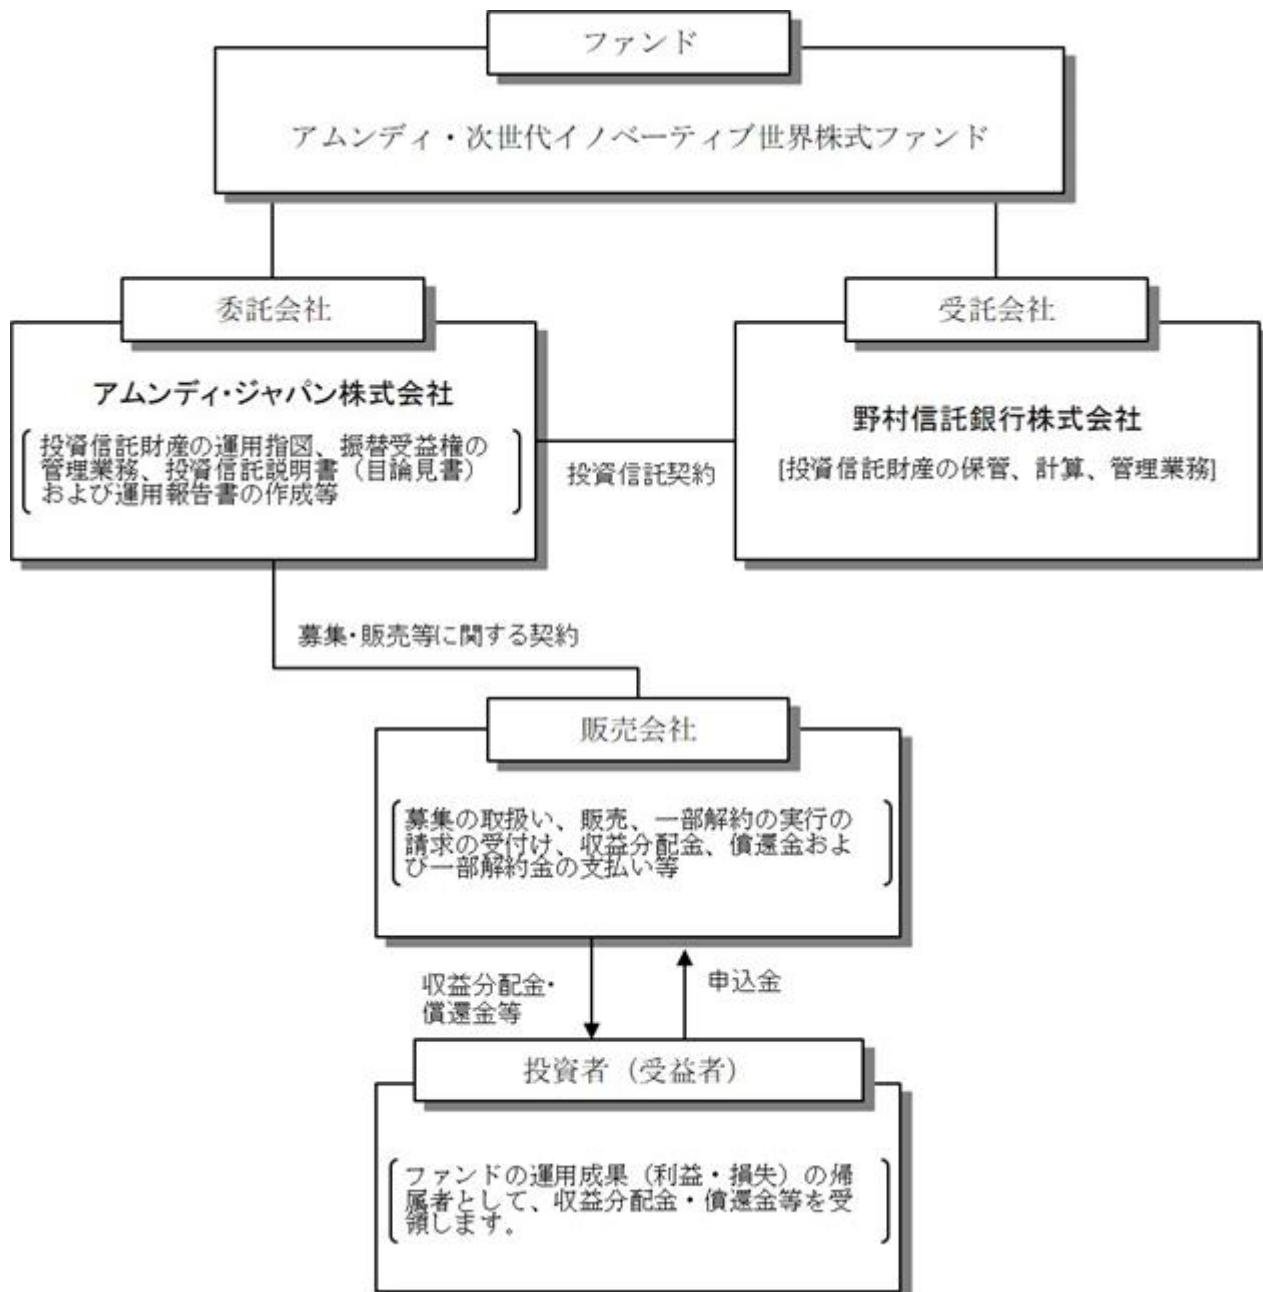 ファンド
アムンディ・次世代イノベーティブ世界株式ファンド
委託会社
アムンディ・ジャパン株式会社
投資信託財産の運用指図、振替受益権の
管理業務、投資信託説明書（目論見書）
および運用報告書の作成等
投資信託契約
受託会社
野村信託銀行株式会社
[投資信託財産の保管、計算、管理業務]
募集・販売等に関する契約
販売会社
募集の取扱い、販売、一部解約の実行の
請求の受付け、収益分配金、償還金およ
び一部解約金の支払い等
収益分配金・
償還金等
申込金
投資者（受益者）
ファンドの運用成果（利益・損失）の帰
属者として、収益分配金・償還金等を受
領します。